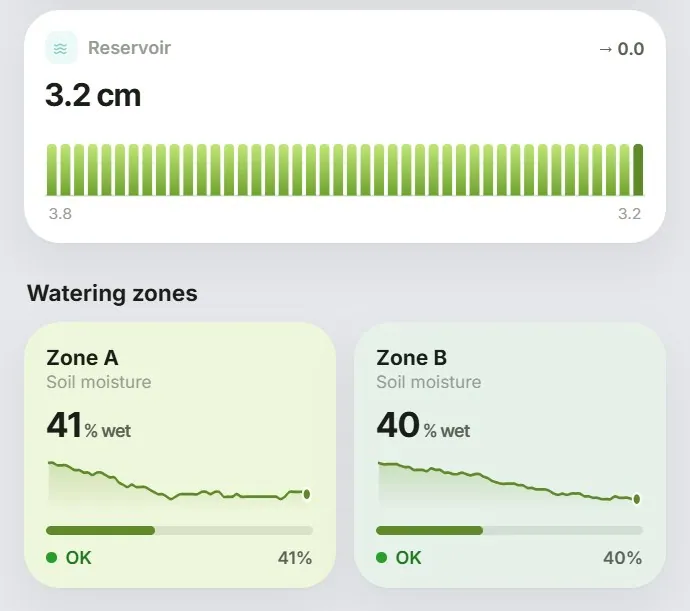 Reservoir → 0.0
3.2 cm
3.8 3.2
Watering zones
Zone A
Soil moisture
41 % wet
OK 41%
Zone B
Soil moisture
40 % wet
OK 40%